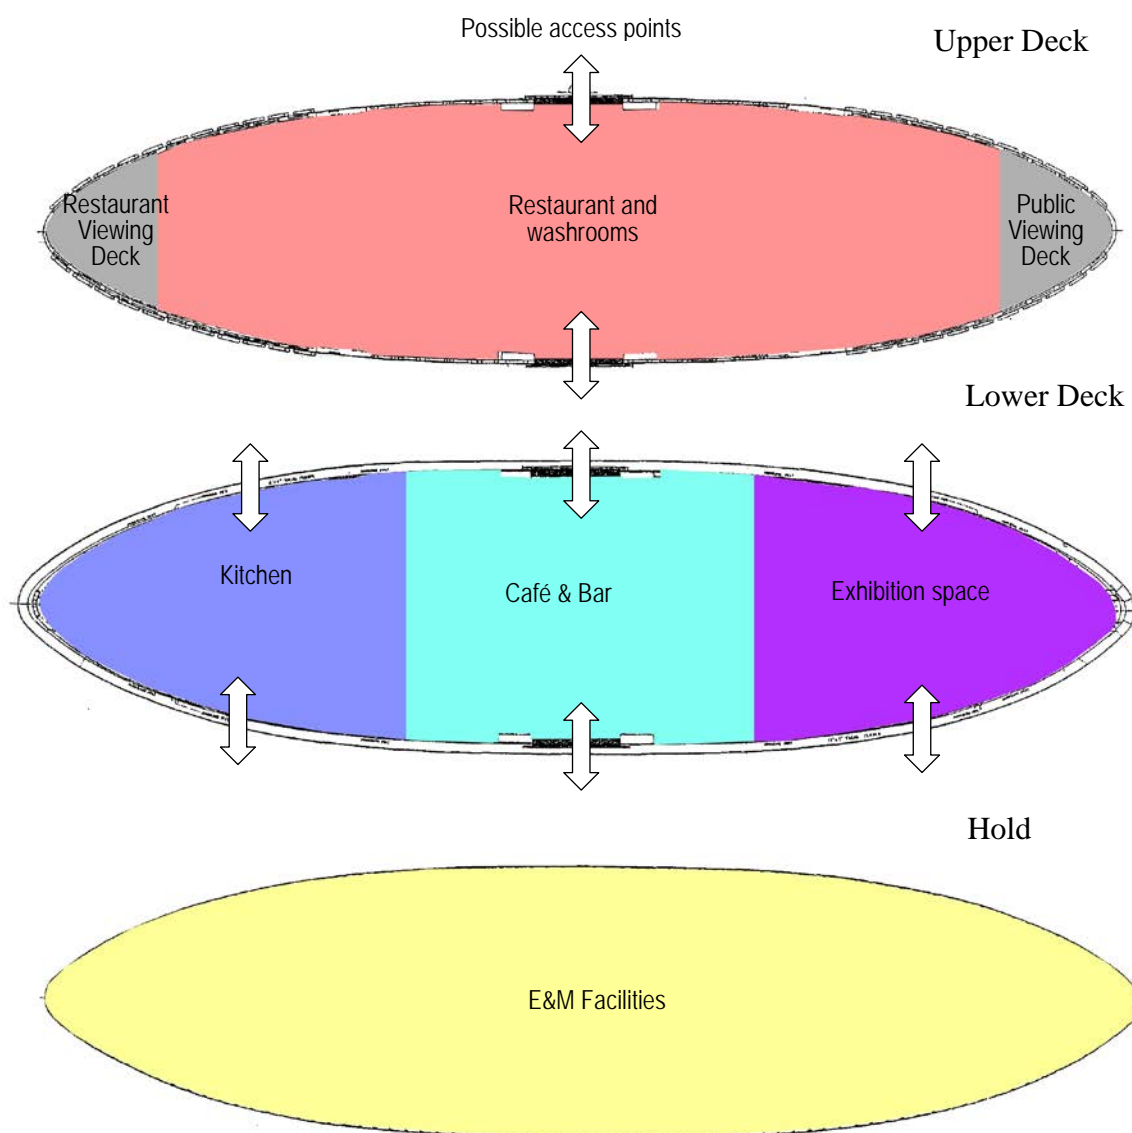 Possible access points
Upper Deck
Restaurant
Viewing
Deck
Restaurant and
washrooms
Public
Viewing
Deck
Lower Deck
Kitchen
Café & Bar
Exhibition space
Hold
E&M Facilities